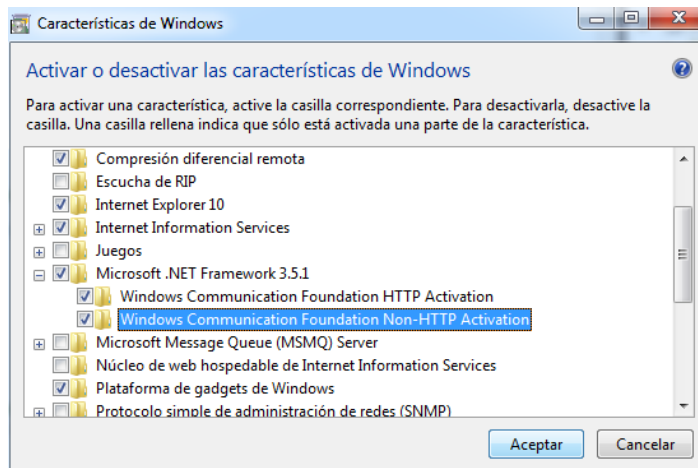 Características de Windows
Activar o desactivar las características de Windows
Para activar una característica, active la casilla correspondiente. Para desactivarla, desactive la
casilla. Una casilla rellena indica que sólo está activada una parte de la característica.
Compresión diferencial remota
Escucha de RIP
Internet Explorer 10
Internet Information Services
Juegos
Microsoft .NET Framework 3.5.1
Windows Communication Foundation HTTP Activation
Windows Communication Foundation Non-HTTP Activation
Microsoft Message Queue (MSMQ) Server
Núcleo de web hospedable de Internet Information Services
Plataforma de gadgets de Windows
Protocolo simple de administración de redes (SNMP)
Aceptar Cancelar